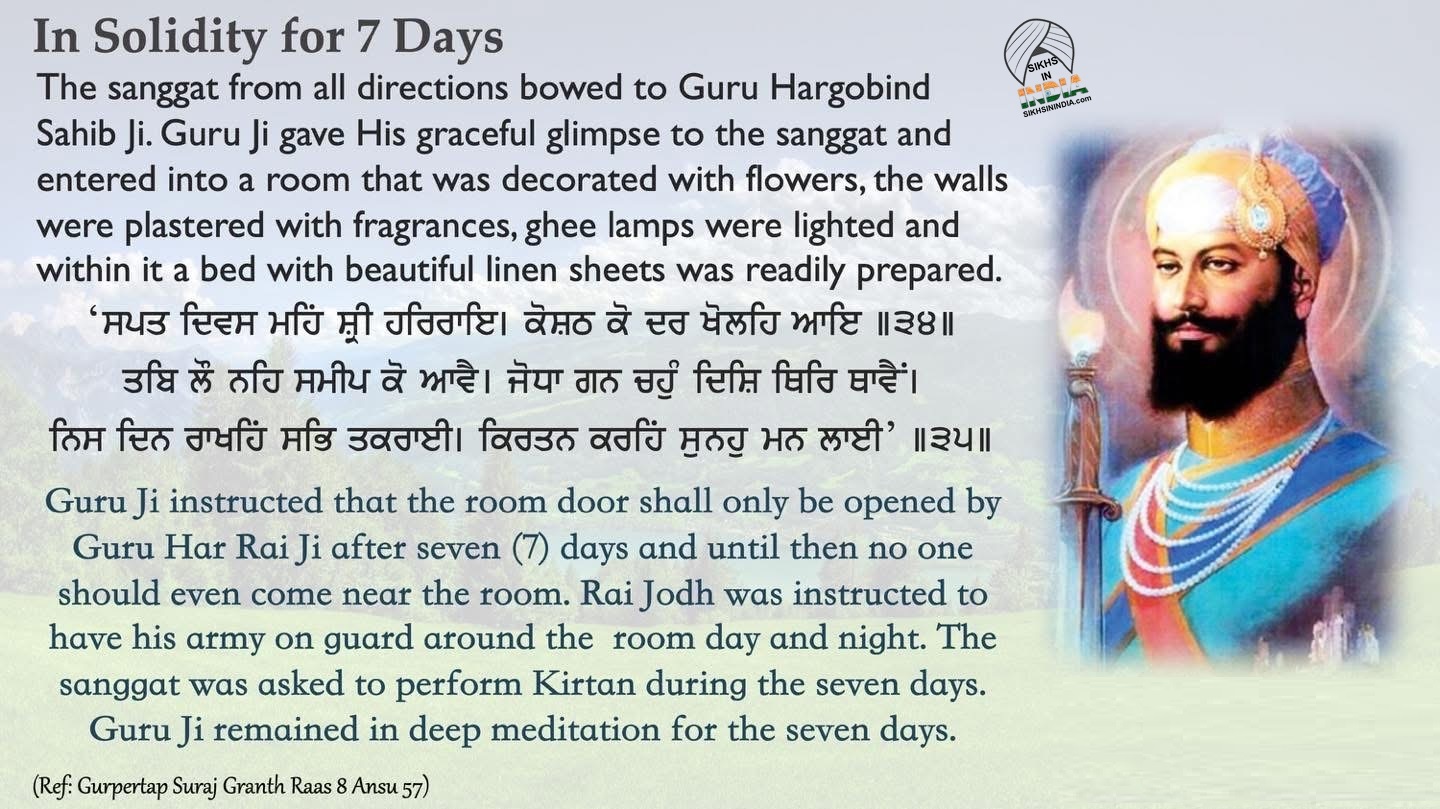 In Solidity for 7 Days
SIKHS
IN
INDIA
SIKHSININDIA.com
The sanggat from all directions bowed to Guru Hargobind
Sahib Ji. Guru Ji gave His graceful glimpse to the sanggat and
entered into a room that was decorated with flowers, the walls
were plastered with fragrances, ghee lamps were lighted and
within it a bed with beautiful linen sheets was readily prepared.
‘ਸਪਤ ਦਿਵਸ ਮਹਿਂ ਸ਼੍ਰੀ ਹਰਿਰਾਇ। ਕੋਸ਼ਠ ਕੋ ਦਰ ਖੋਲਹਿ ਆਇ ॥੩੪॥
ਤਬਿ ਲੌ ਨਹਿ ਸਮੀਪ ਕੋ ਆਵੈ। ਜੋਧਾ ਗਨ ਚਹੁੰ ਦਿਸ਼ਿ ਥਿਰਿ ਥਾਵੈਂ।
ਨਿਸ ਦਿਨ ਰਾਖਹਿਂ ਸਭਿ ਤਕਰਾਈ। ਕਿਰਤਨ ਕਰਹਿਂ ਸੁਨਹੁ ਮਨ ਲਾਈ’ ॥੩੫॥
Guru Ji instructed that the room door shall only be opened by
Guru Har Rai Ji after seven (7) days and until then no one
should even come near the room. Rai Jodh was instructed to
have his army on guard around the room day and night. The
sanggat was asked to perform Kirtan during the seven days.
Guru Ji remained in deep meditation for the seven days.
(Ref: Gurpertap Suraj Granth Raas 8 Ansu 57)